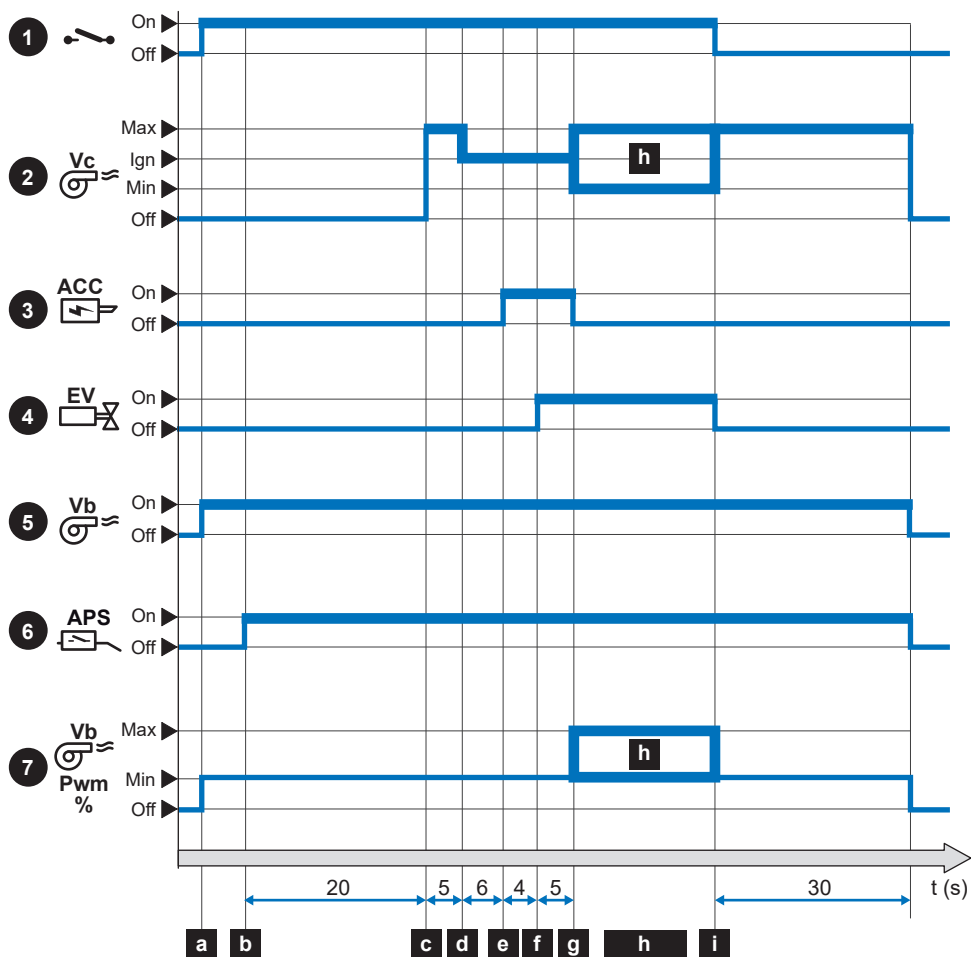 1
On
Off
2
Vc
Max
Ign
Min
Off
h
3
ACC
On
Off
4
EV
On
Off
5
Vb
On
Off
6
APS
On
Off
7
Vb
Pwm
%
Max
Min
Off
h
20 5 6 4 5 30 t (s)
a b c d e f g h i